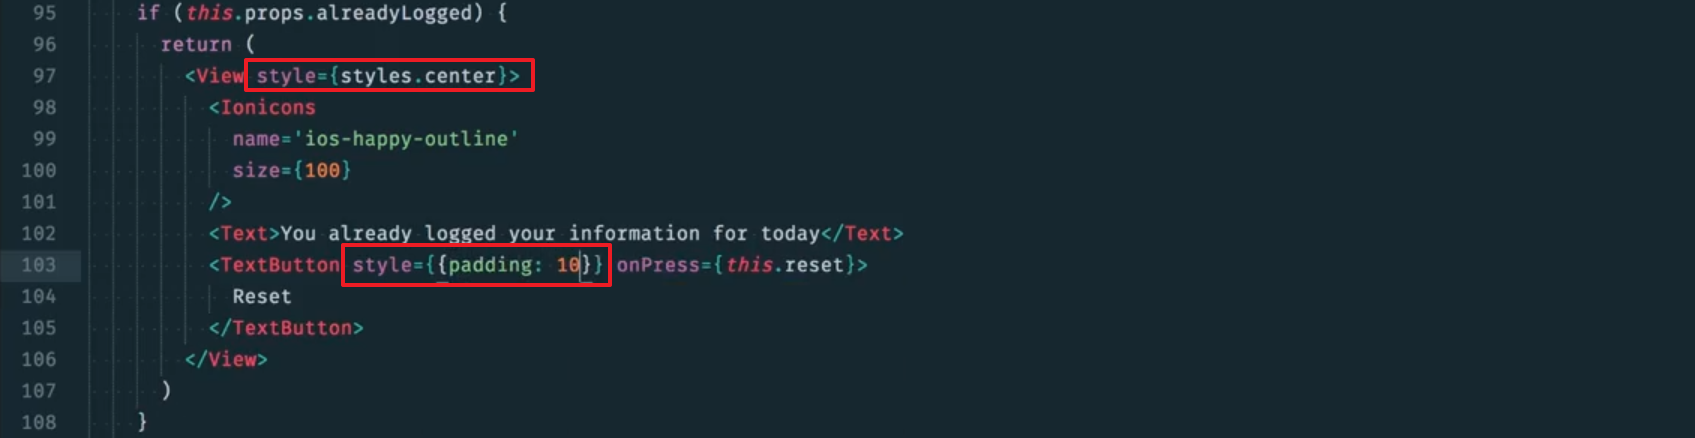 95 if (this.props.alreadyLogged) {
96 return (
97 <View style={styles.center}>
98 <Ionicons
99 name='ios-happy-outline'
100 size={100}
101 />
102 <Text>You already logged your information for today</Text>
103 <TextButton style={{padding: 10}} onPress={this.reset}>
104 Reset
105 </TextButton>
106 </View>
107 )
108 }